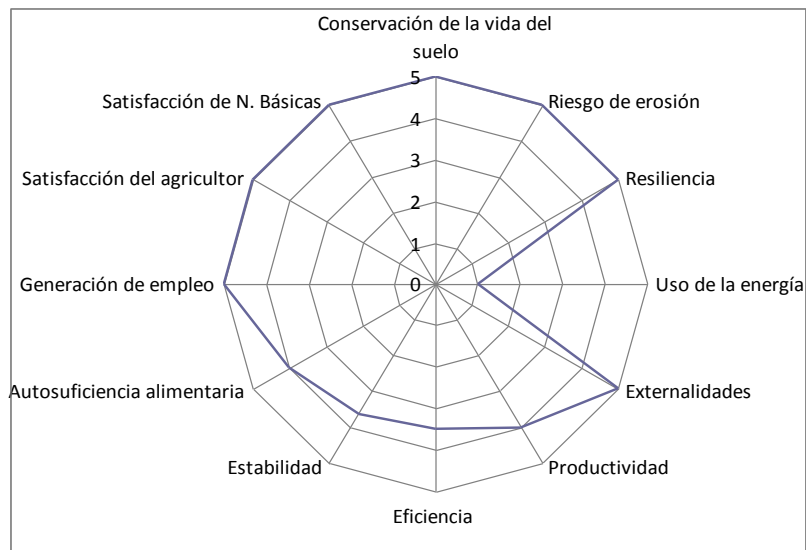 Conservación de la vida del
suelo
Riesgo de erosión
Resiliencia
Uso de la energía
Externalidades
Productividad
Eficiencia
Estabilidad
Autosuficiencia alimentaria
Generación de empleo
Satisfacción del agricultor
Satisfacción de N. Básicas
5
4
3
2
1
0